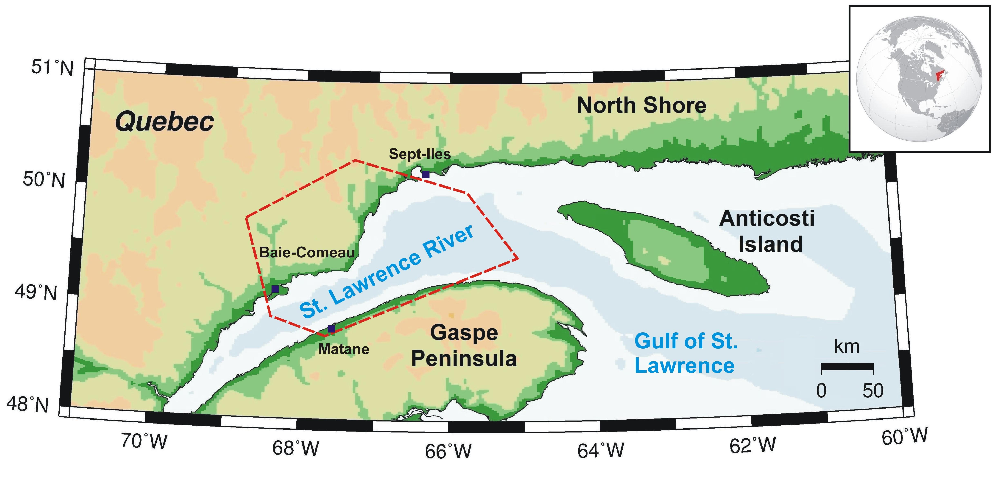 51°N
North Shore
Quebec
Sept-Iles
50°N
Anticosti
Island
St. Lawrence River
Baie-Comeau
49°N
Gaspe
Peninsula
Gulf of St.
Lawrence
km
Matane
0 50
48°N
70°W 68°W 66°W 64°W 62°W 60°W